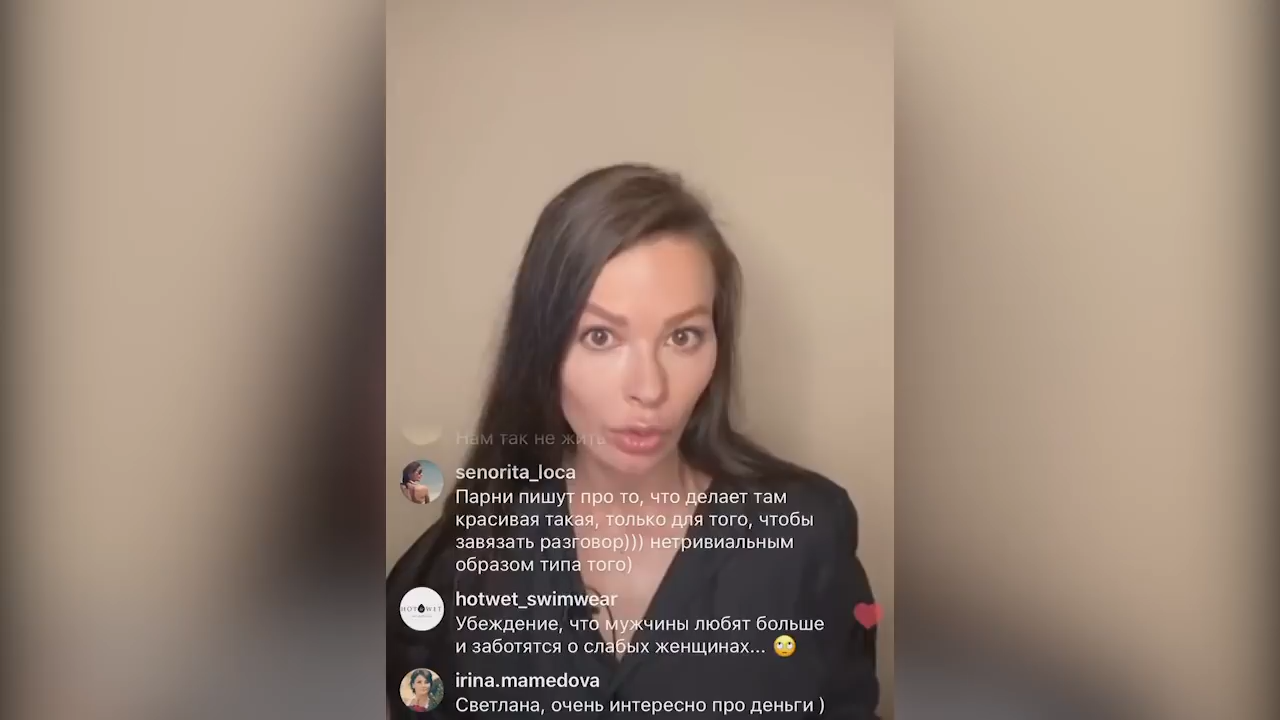 Нам так не жить
senorita_loca
Парни пишут про то, что делает там
красивая такая, только для того, чтобы
завязать разговор))) нетривиальным
образом типа того)
HOT WET
hotwet_swimwear
Убеждение, что мужчины любят больше
и заботятся о слабых женщинах... 🙄
irina.mamedova
Светлана, очень интересно про деньги )